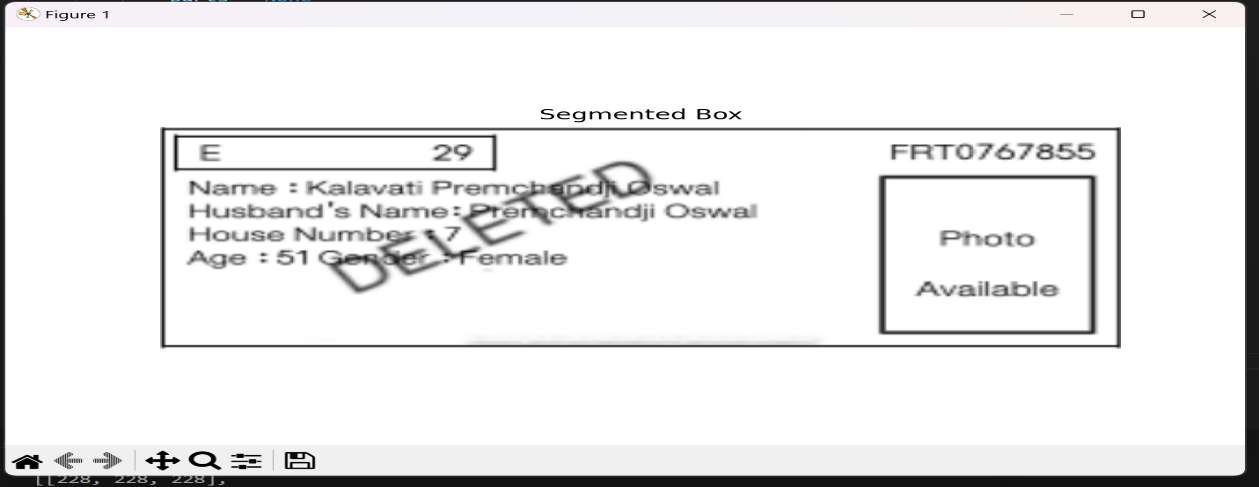 Figure 1
Segmented Box
E 29 FRT0767855
Name : Kalavati Premchandji Oswal
Husband's Name: Premchandji Oswal
House Number : 7
Age : 51 Gender : Female
DELETED
Photo
Available
[[228, 228, 228],